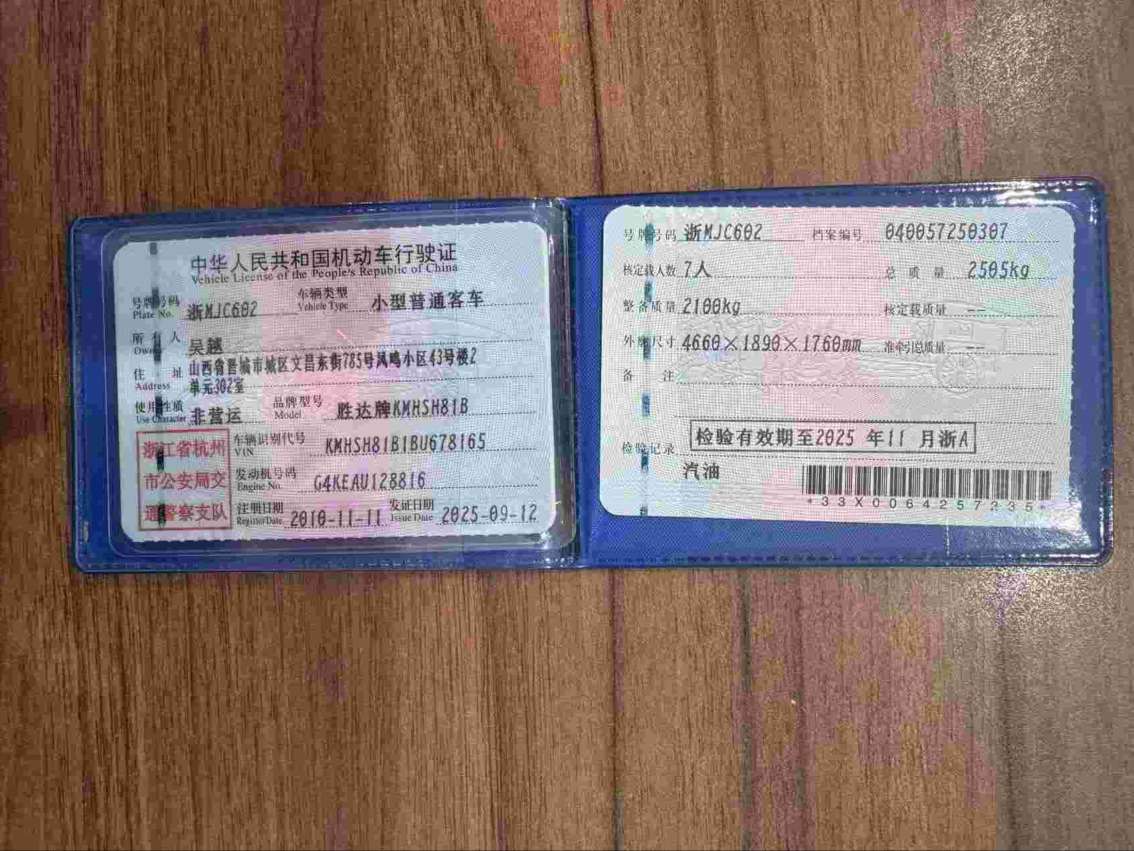 中华人民共和国机动车行驶证
Vehicle License of the People's Republic of China
号牌号码 浙MJC602 车辆类型 小型普通客车
Plate No. Vehicle Type
所有人 吴越
Owner
住址 山西省晋城市城区文昌东街785号凤鸣小区43号楼2
Address 单元302室
使用性质 非营运 品牌型号 胜达牌KMHSH81B
Use Character Model
浙江省杭州
市公安局交
通警察支队
车辆识别代号 KMHSH81B1BU678165
VIN
发动机号码 G4KEAU128816
Engine No.
注册日期 2010-11-11 发证日期 2025-09-12
Register Date Issue Date
号牌号码 浙MJC602 档案编号 040057250307
核定载人数 7人 总质量 2505kg
整备质量 2100kg 核定载质量 --
外廓尺寸 4660×1890×1760mm 准牵引总质量 --
备注
检验记录 检验有效期至2025年11月浙A
汽油
*33X0064257335*